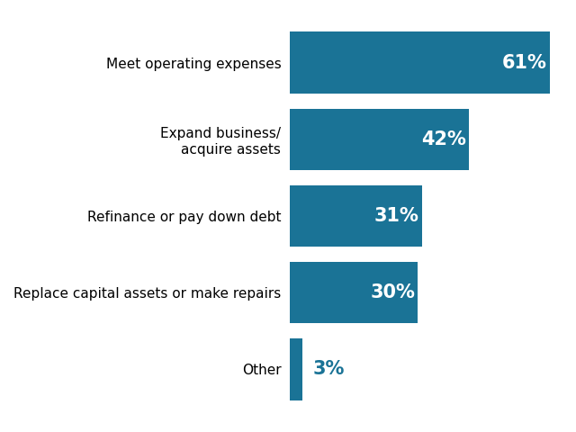 Meet operating expenses 61%
Expand business/
acquire assets 42%
Refinance or pay down debt 31%
Replace capital assets or make repairs 30%
Other 3%